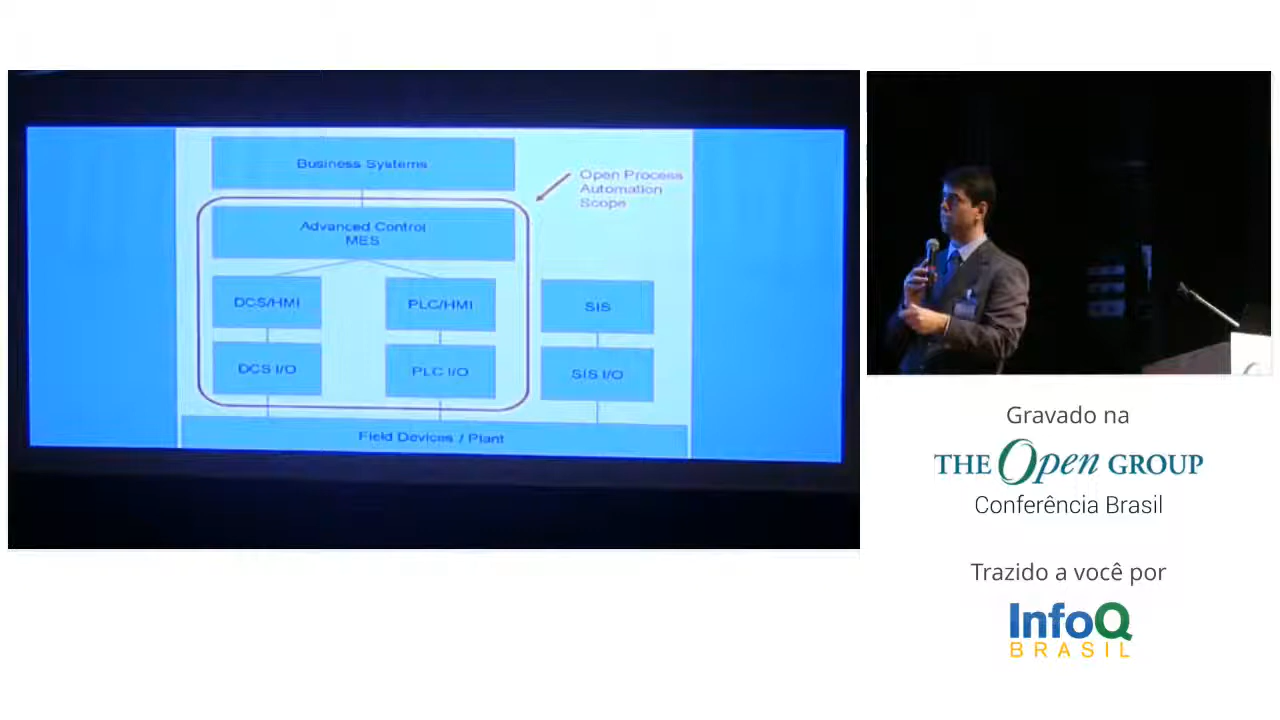 Business Systems
Open Process
Automation
Scope
Advanced Control
MES
DCS/HMI
PLC/HMI
SIS
DCS I/O
PLC I/O
SIS I/O
Field Devices / Plant
Gravado na
THE Open GROUP
Conferência Brasil
Trazido a você por
InfoQ
BRASIL